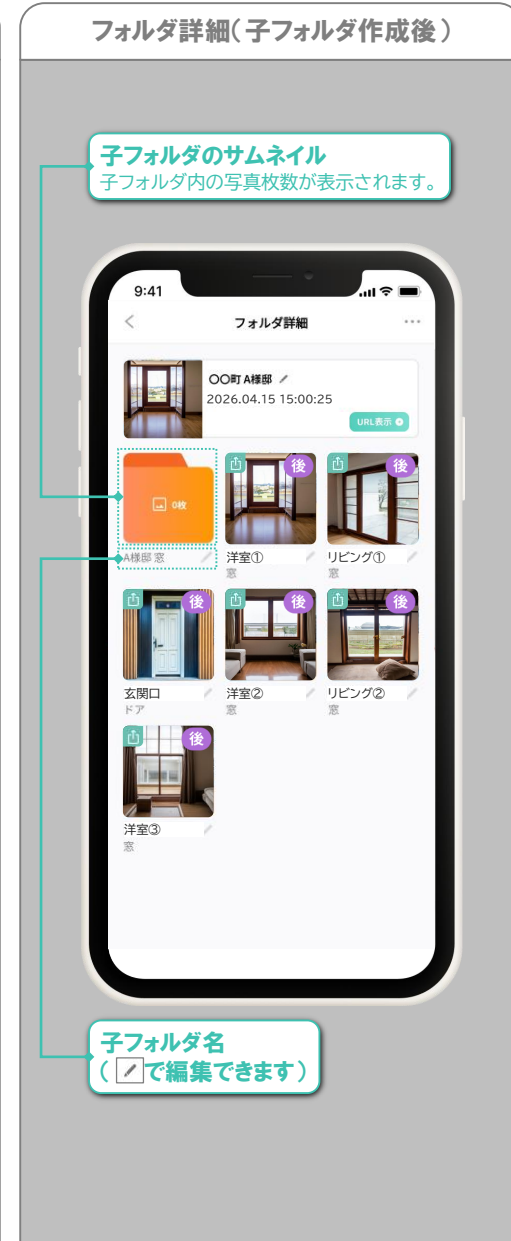 フォルダ詳細（子フォルダ作成後）
子フォルダのサムネイル
子フォルダ内の写真枚数が表示されます。
9:41
フォルダ詳細
〇〇町 A様邸
2026.04.15 15:00:25
URL表示
0枚
後
後
A様邸 窓
洋室①
リビング①
窓
窓
後
後
後
玄関口
洋室②
リビング②
ドア
窓
窓
後
洋室③
窓
子フォルダ名
（ で編集できます）